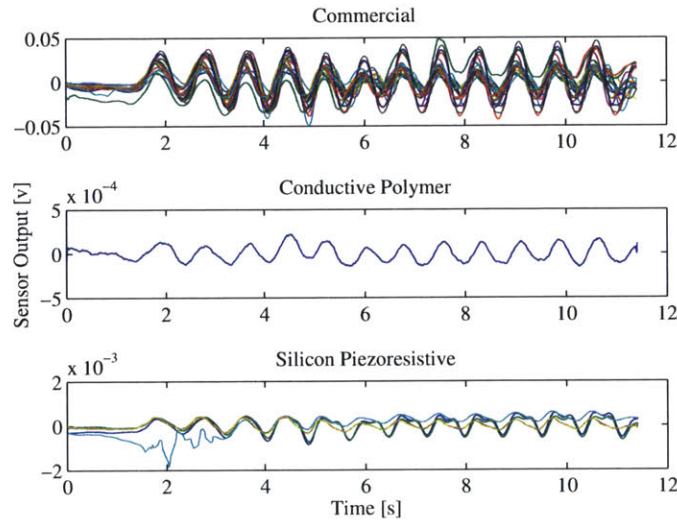 Commercial
0.05
0
−0.05
0 2 4 6 8 10 12
Conductive Polymer
x 10−4
5
0
−5
0 2 4 6 8 10 12
Sensor Output [v]
Silicon Piezoresistive
x 10−3
2
0
−2
0 2 4 6 8 10 12
Time [s]